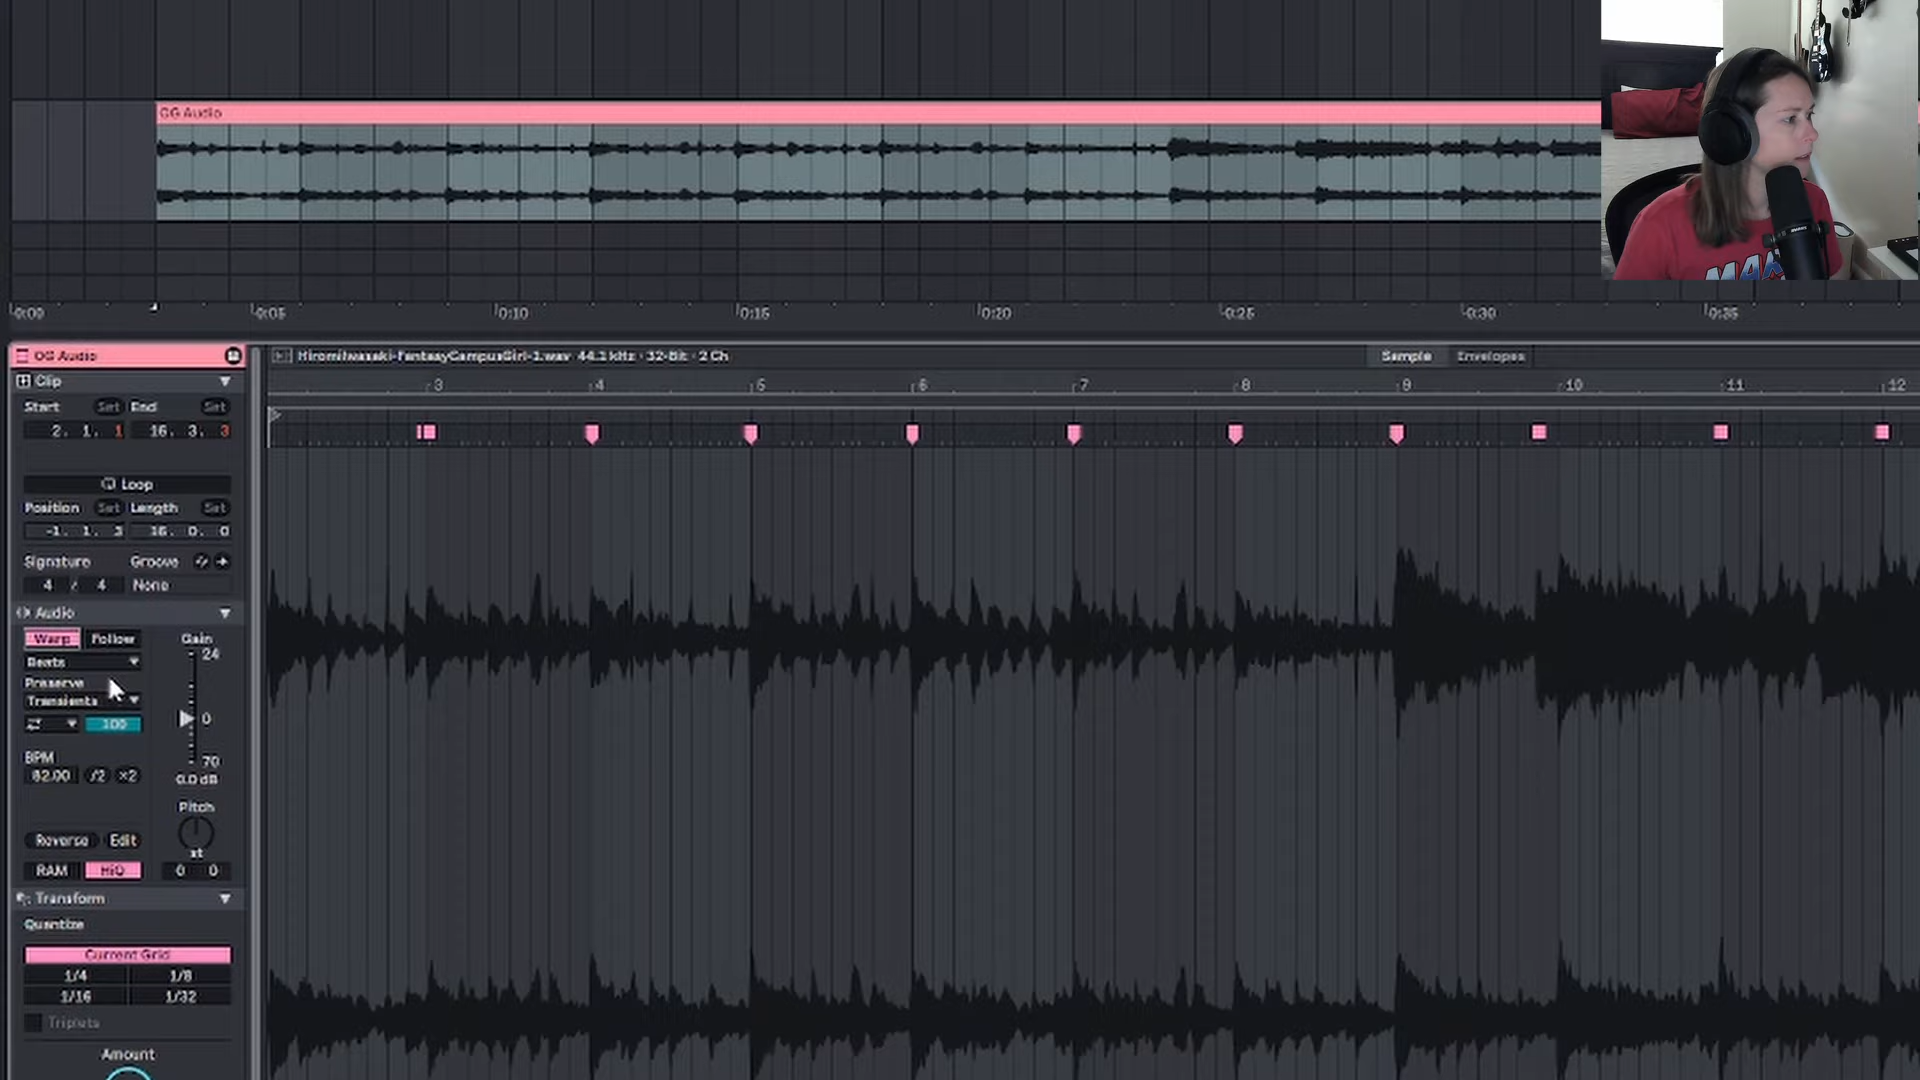 OG Audio
0:00 0:05 0:10 0:15 0:20 0:25 0:30 0:35
OG Audio
HiromiIwasaki-FantasyCampusGirl-1.wav 44.1 kHz · 32-Bit · 2 Ch
Sample Envelopes
Clip
3 4 5 6 7 8 9 10 11 12
Start Set End Set
2. 1. 1 16. 3. 3
Loop
Position Set Length Set
-1. 1. 3 16. 0. 0
Signature Groove
4 / 4 None
Audio
Warp Follow Gain
24
Beats
Preserve
Transients
0
100
BPM
70
82.00 /2 ×2
0.0 dB
Pitch
Reverse Edit
st
RAM HiQ 0 0
Transform
Quantize
Current Grid
1/4 1/8
1/16 1/32
Triplets
Amount